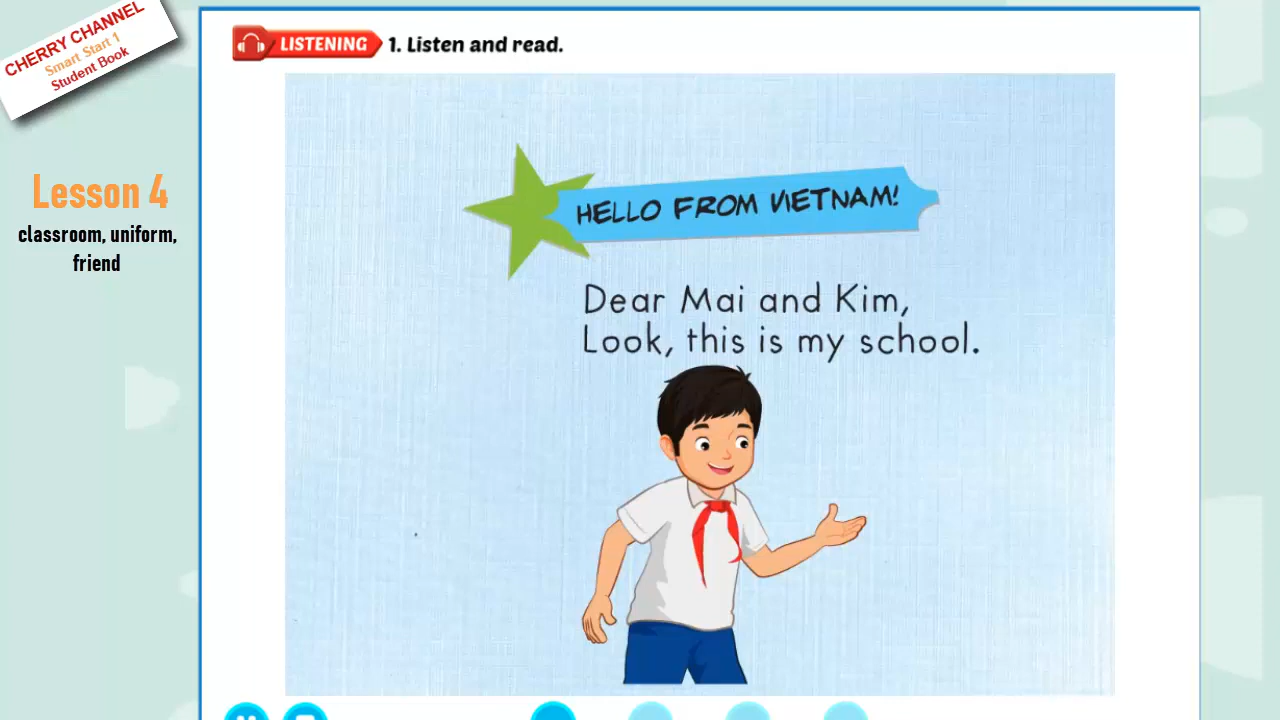 CHERRY CHANNEL
Smart Start 1
Student Book
LISTENING 1. Listen and read.
Lesson 4
classroom, uniform,
friend
HELLO FROM VIETNAM!
Dear Mai and Kim,
Look, this is my school.